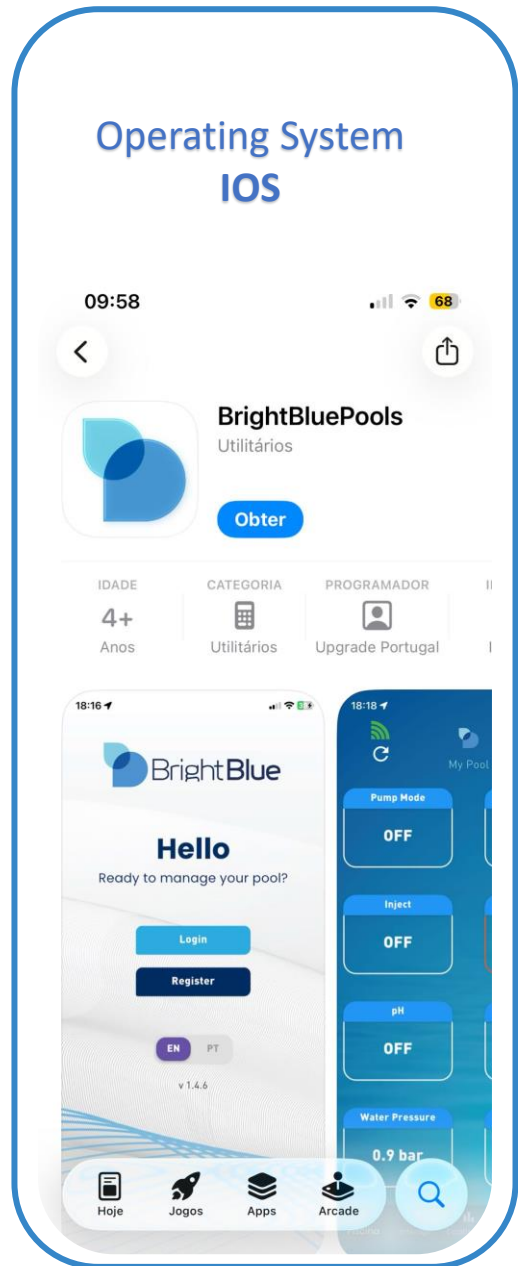 Operating System
IOS
09:58
68
BrightBluePools
Utilitários
Obter
IDADE
CATEGORIA
PROGRAMADOR
4+
Anos
Utilitários
Upgrade Portugal
18:16
BrightBlue
Hello
Ready to manage your pool?
Login
Register
EN
PT
v 1.4.6
18:18
My Pool
Pump Mode
OFF
Inject
OFF
pH
OFF
Water Pressure
0.9 bar
Hoje
Jogos
Apps
Arcade